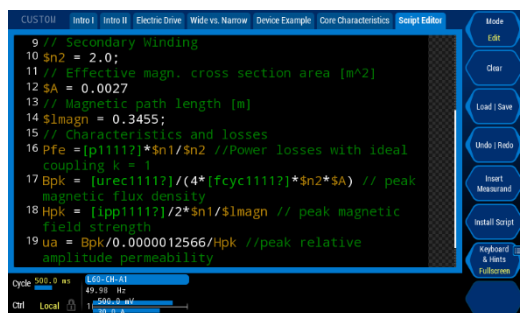 CUSTOM Intro I Intro II Electric Drive Wide vs. Narrow Device Example Core Characteristics Script Editor
Mode
Edit
Clear
Load | Save
Undo | Redo
Insert
Measurand
Install Script
Keyboard
& Hints
Fullscreen
9 // Secondary Winding
10 $n2 = 2.0;
11 // Effective magn. cross section area [m^2]
12 $A = 0.0027
13 // Magnetic path length [m]
14 $lmagn = 0.3455;
15 // Characteristics and losses
16 Pfe =[p1111?]*$n1/$n2 //Power losses with ideal
coupling k = 1
17 Bpk = [urec1111?]/(4*[fcyc1111?]*$n2*$A) // peak
magnetic flux density
18 Hpk = [ipp1111?]/2*$n1/$lmagn // peak magnetic
field strength
19 ua = Bpk/0.0000012566/Hpk //peak relative
amplitude permeability
Cycle 500.0 ms L60-CH-A1
49.98 Hz
Ctrl Local 1 500.0 mV
30.0 A